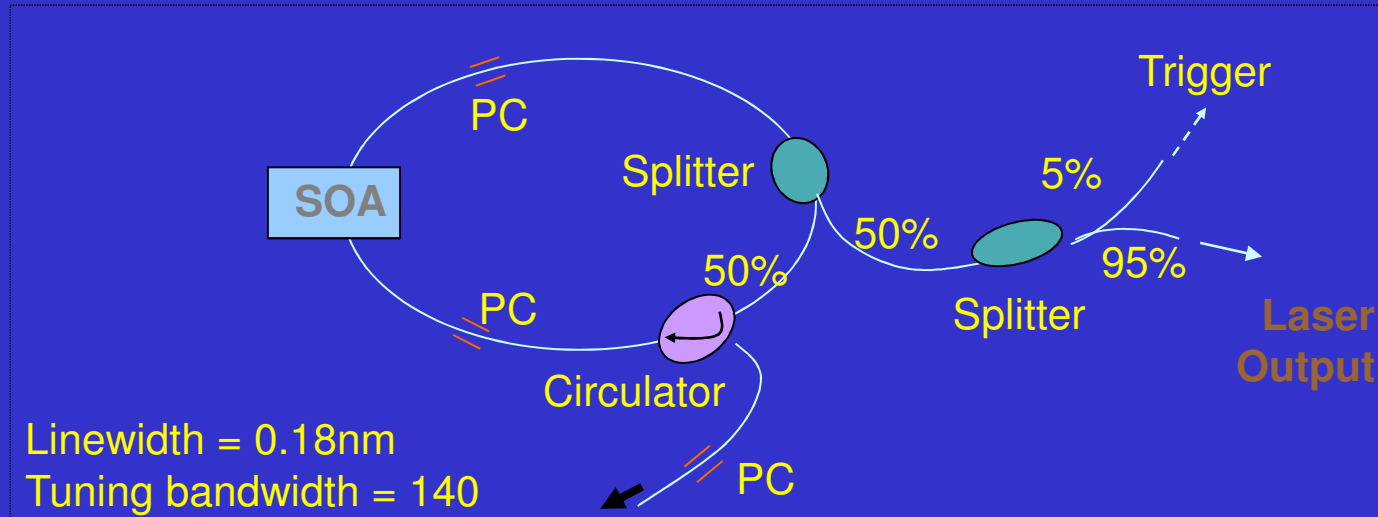 Trigger
PC
Splitter
5%
SOA
50%
95%
50%
PC
Splitter
Laser
Output
Circulator
Linewidth = 0.18nm
PC
Tuning bandwidth = 140